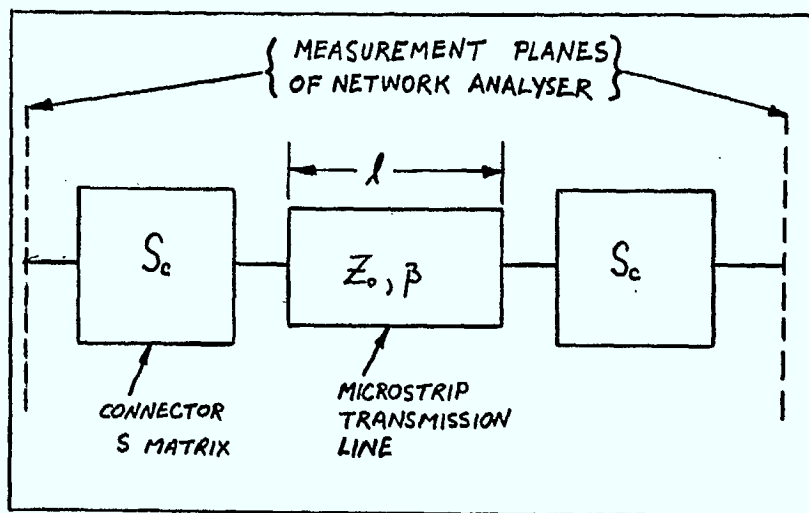 MEASUREMENT PLANES
OF NETWORK ANALYSER
l
Sc
Z₀, β
Sc
CONNECTOR
S MATRIX
MICROSTRIP
TRANSMISSION
LINE